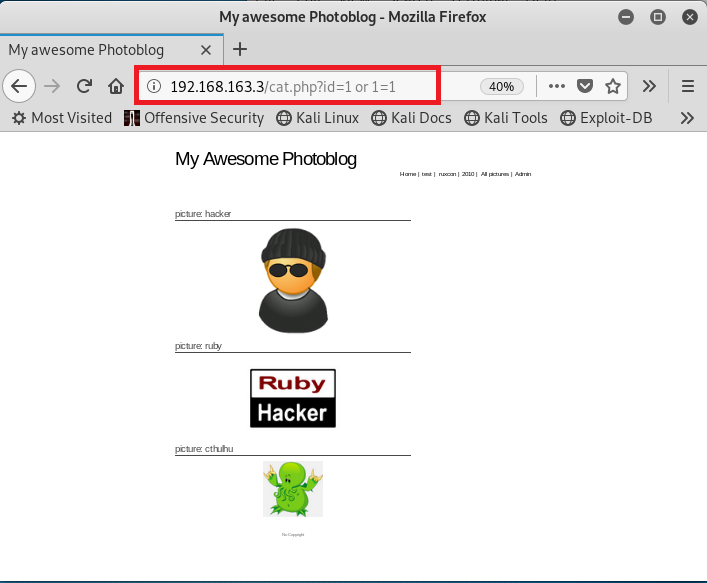 My awesome Photoblog - Mozilla Firefox
My awesome Photoblog
192.168.163.3/cat.php?id=1 or 1=1
40%
Most Visited Offensive Security Kali Linux Kali Docs Kali Tools Exploit-DB
My Awesome Photoblog
Home | test | ruxcon | 2010 | All pictures | Admin
picture: hacker
picture: ruby
Ruby
Hacker
picture: cthulhu
No Copyright